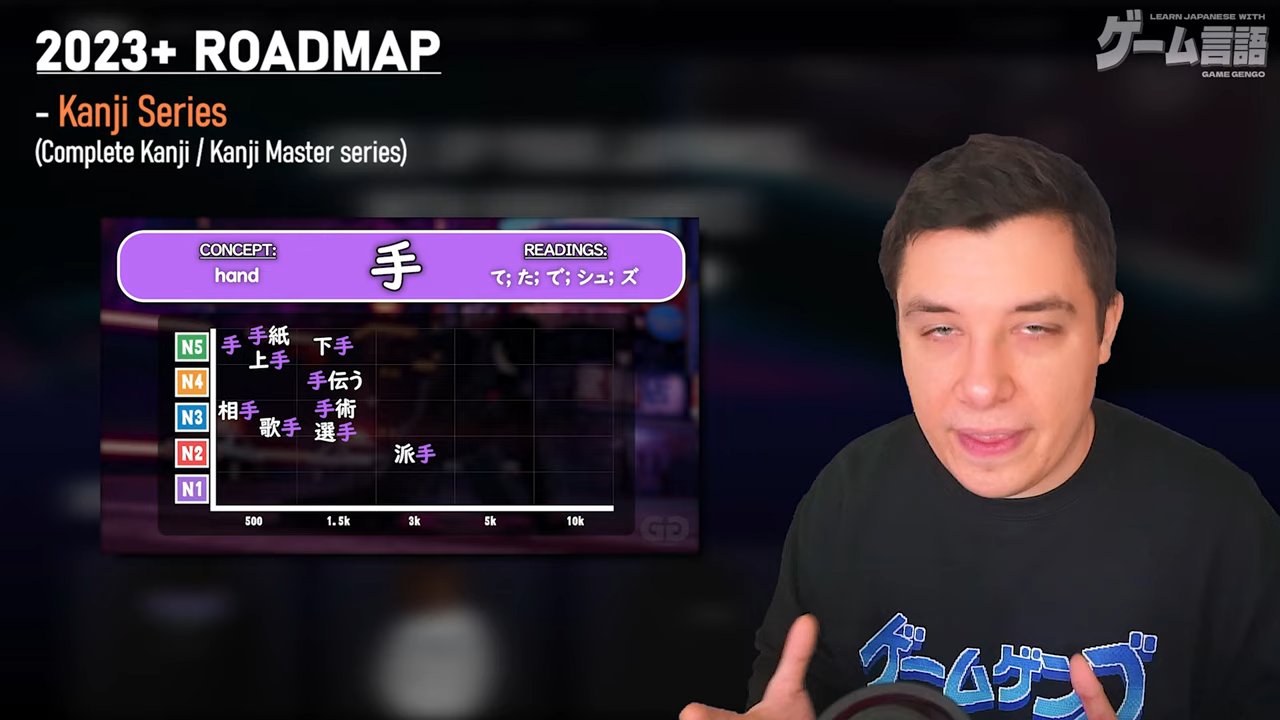 2023+ ROADMAP
- Kanji Series
(Complete Kanji / Kanji Master series)
LEARN JAPANESE WITH
ゲーム言語
GAME GENGO
CONCEPT:
hand
手
READINGS:
て; た; で; シュ; ズ
N5
手
手紙
上手
下手
N4
手伝う
N3
相手
歌手
手術
選手
N2
派手
N1
500
1.5k
3k
5k
10k
GG
ゲームゲンゴ